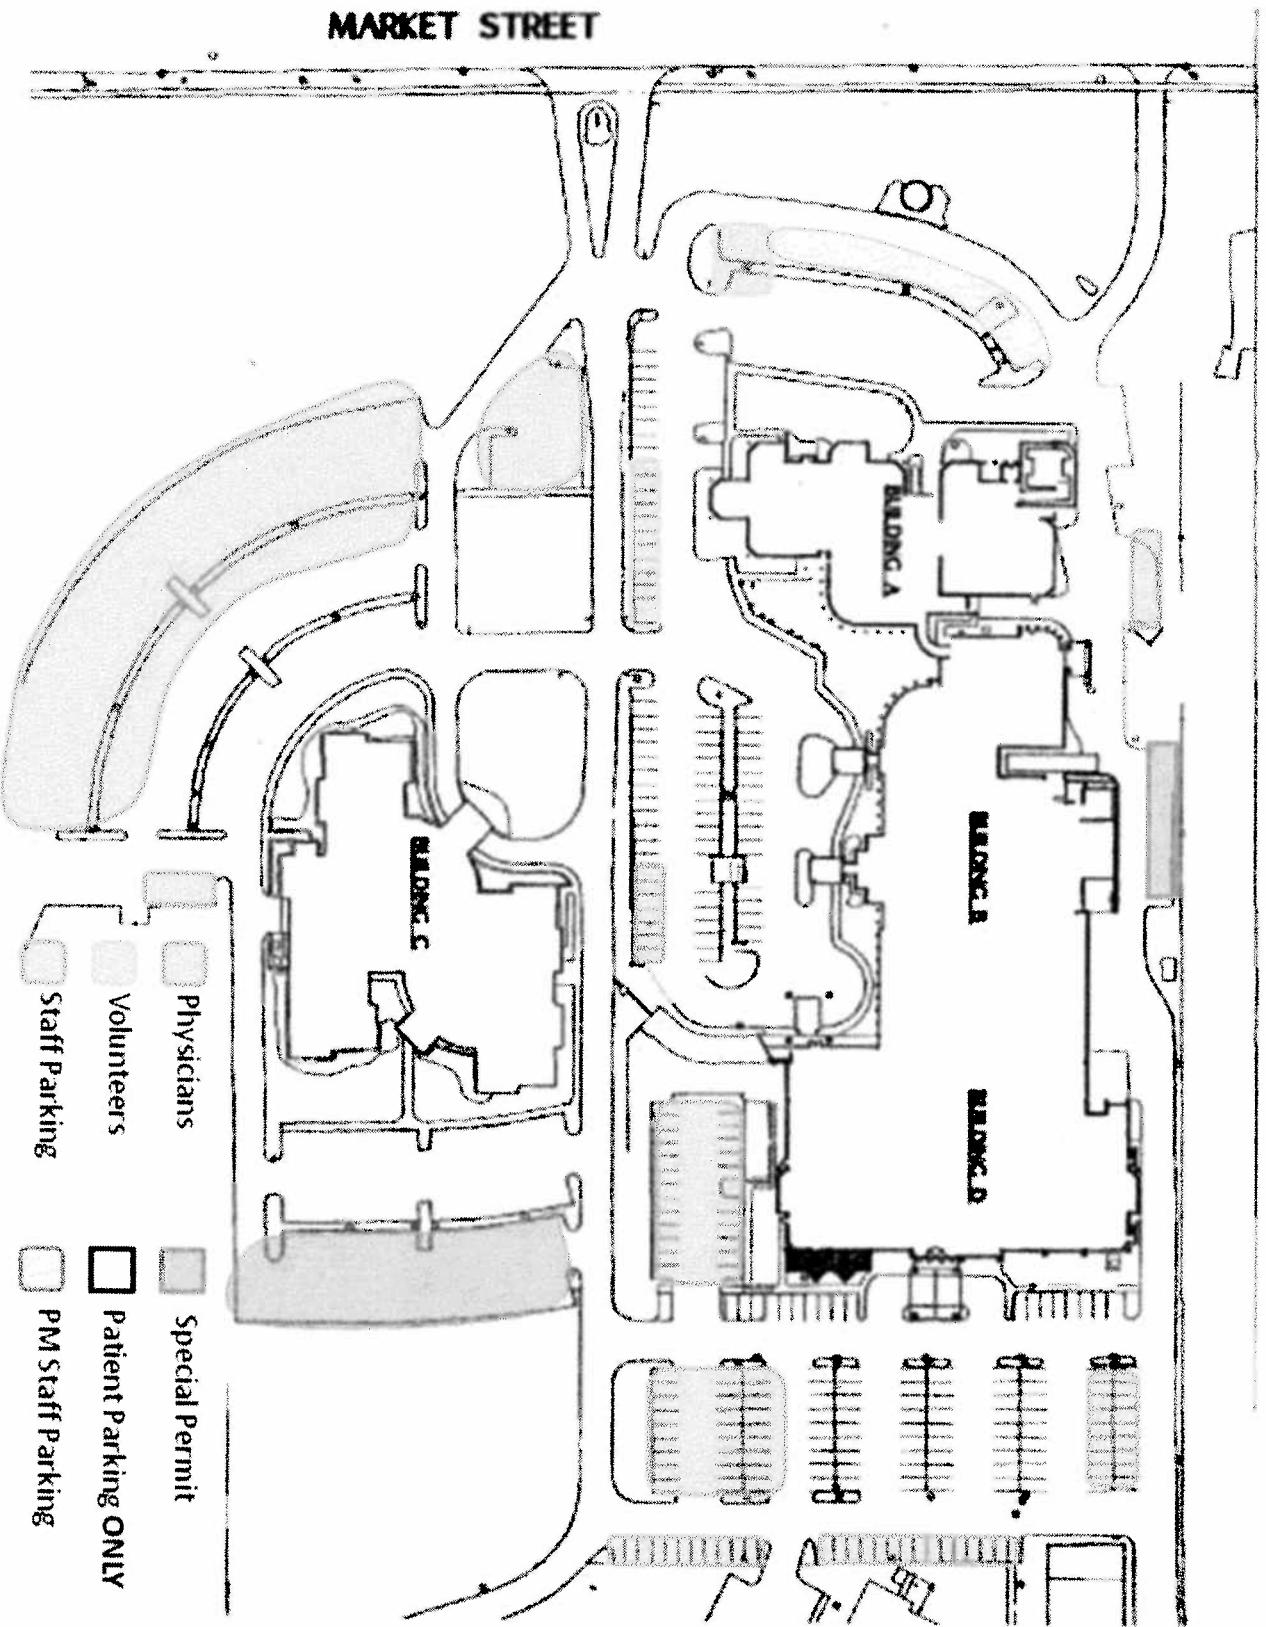 MARKET STREET
BUILDING A
BUILDING B
BUILDING C
BUILDING D
Physicians
Volunteers
Staff Parking
Special Permit
Patient Parking ONLY
PM Staff Parking